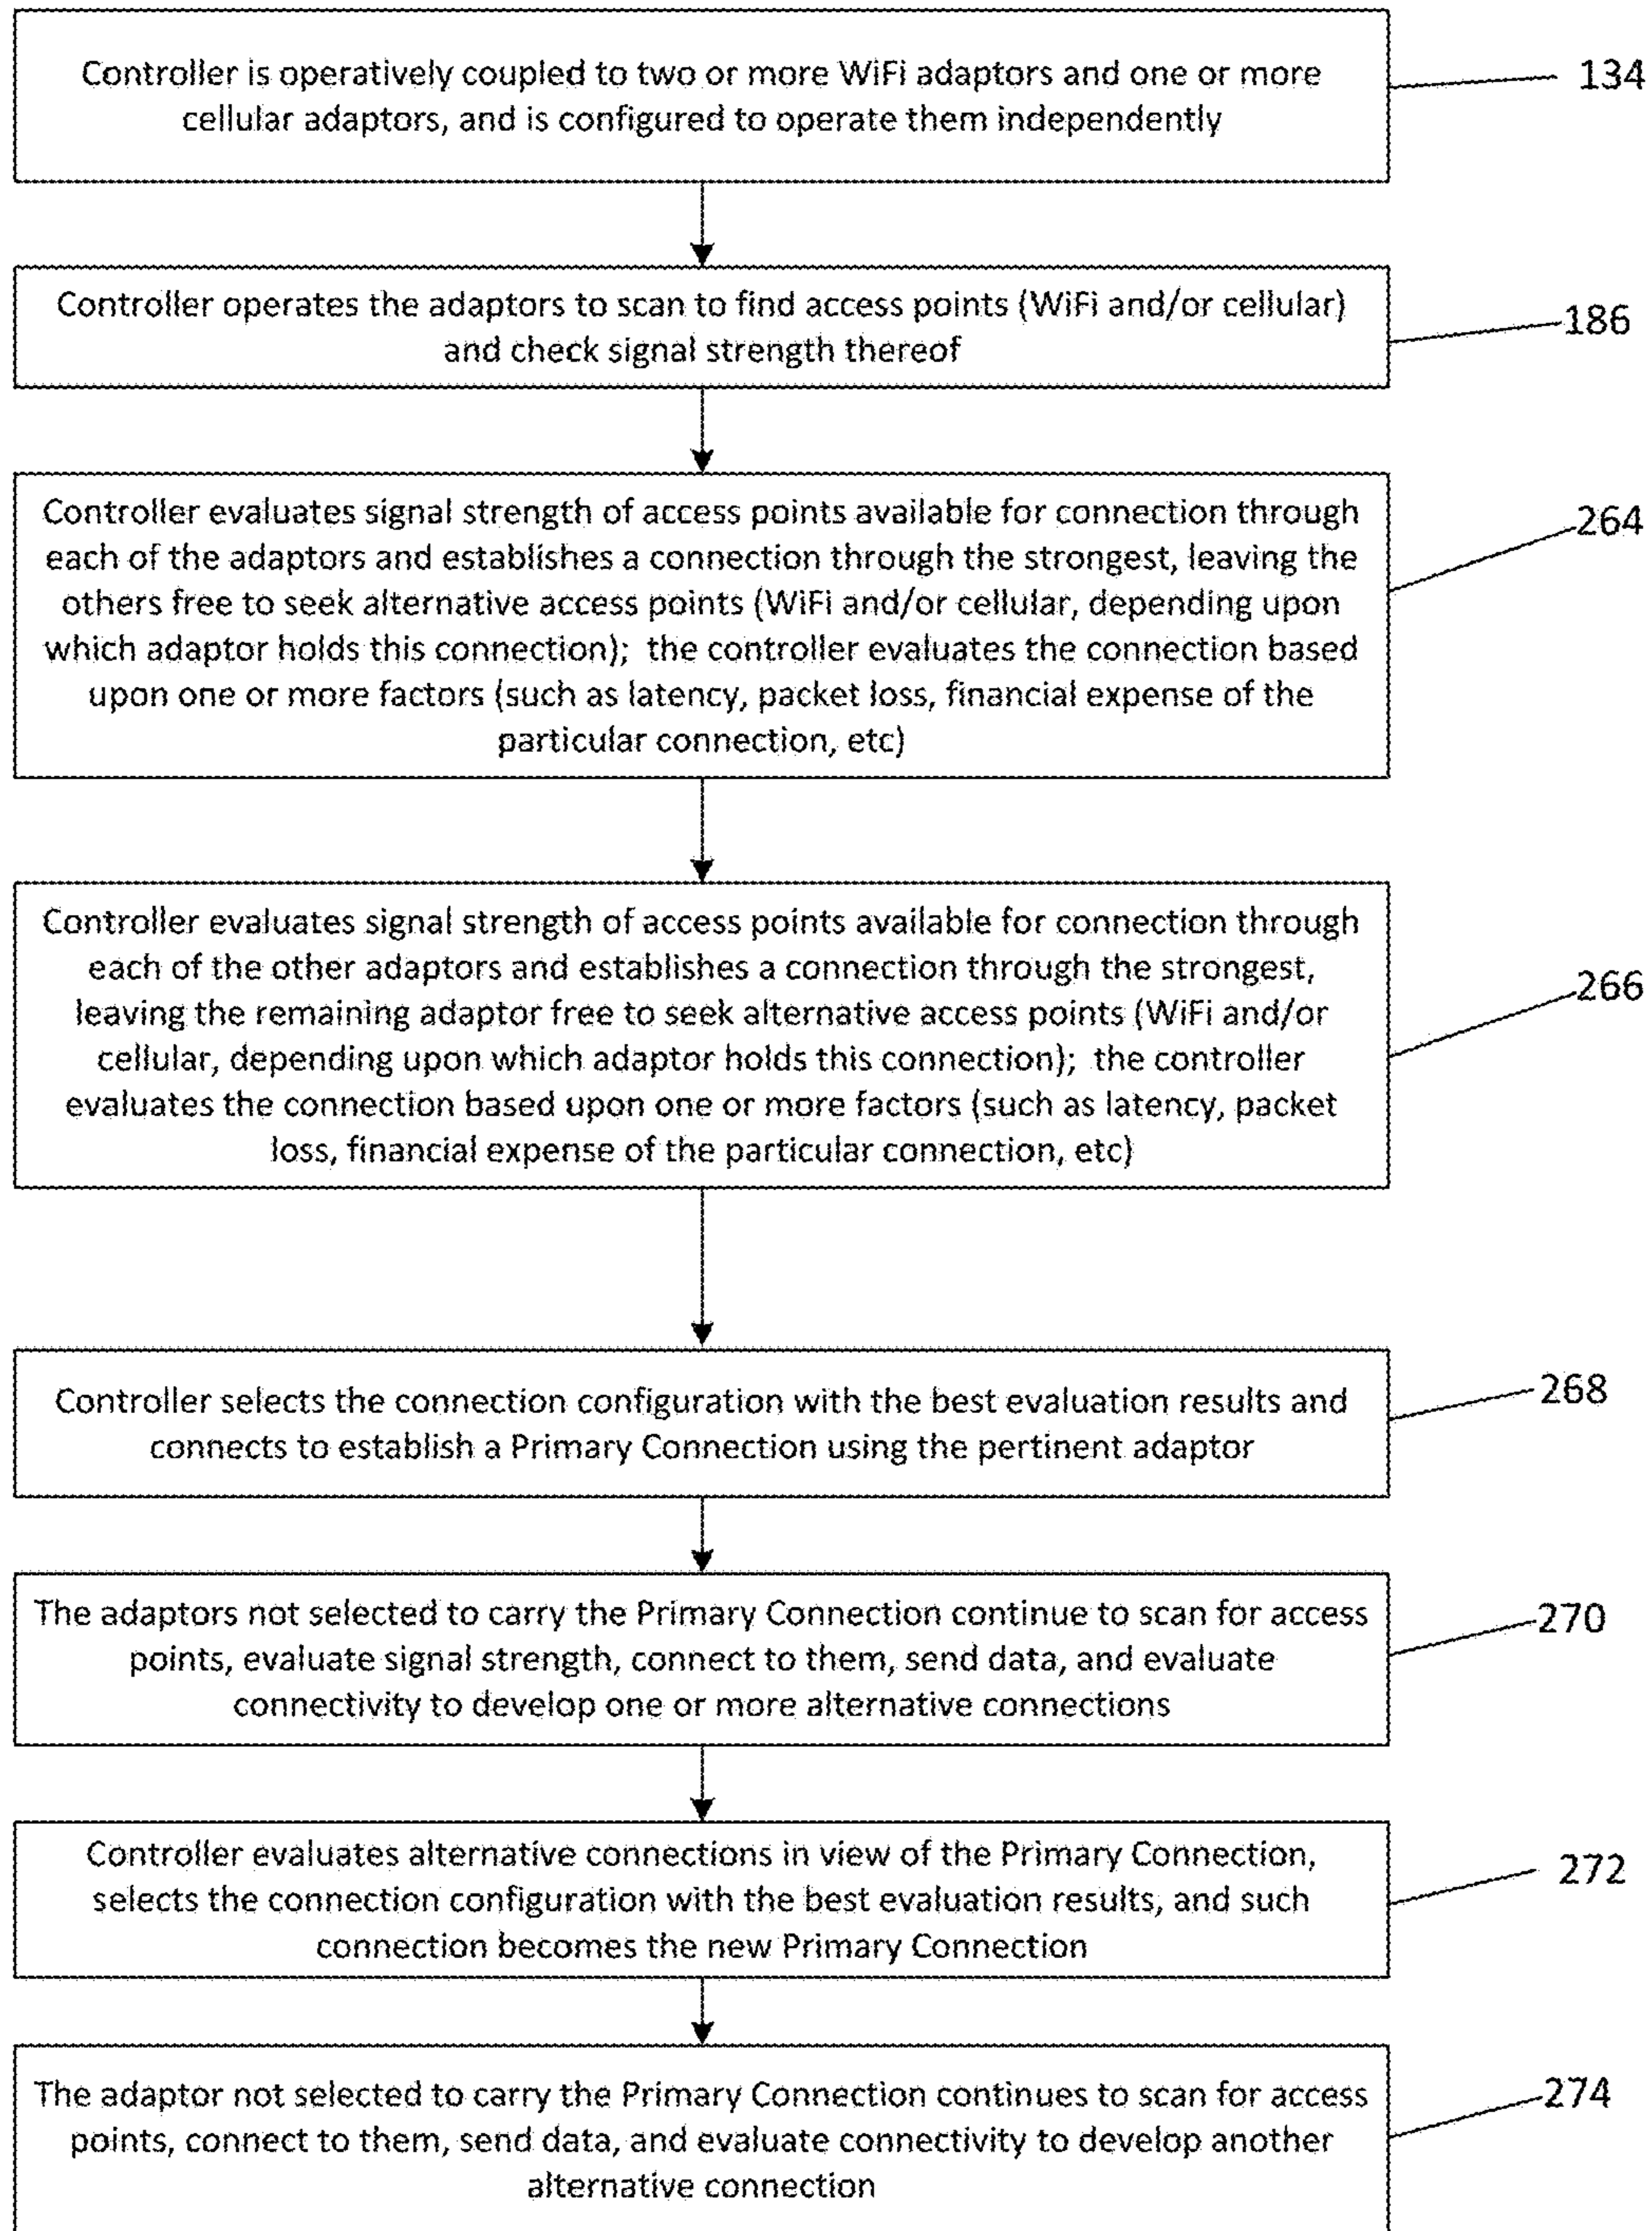 Controller is operatively coupled to two or more WiFi adaptors and one or more
cellular adaptors, and is configured to operate them independently
134
Controller operates the adaptors to scan to find access points (WiFi and/or cellular)
and check signal strength thereof
186
Controller evaluates signal strength of access points available for connection through
each of the adaptors and establishes a connection through the strongest, leaving the
others free to seek alternative access points (WiFi and/or cellular, depending upon
which adaptor holds this connection); the controller evaluates the connection based
upon one or more factors (such as latency, packet loss, financial expense of the
particular connection, etc)
264
Controller evaluates signal strength of access points available for connection through
each of the other adaptors and establishes a connection through the strongest,
leaving the remaining adaptor free to seek alternative access points (WiFi and/or
cellular, depending upon which adaptor holds this connection); the controller
evaluates the connection based upon one or more factors (such as latency, packet
loss, financial expense of the particular connection, etc)
266
Controller selects the connection configuration with the best evaluation results and
connects to establish a Primary Connection using the pertinent adaptor
268
The adaptors not selected to carry the Primary Connection continue to scan for access
points, evaluate signal strength, connect to them, send data, and evaluate
connectivity to develop one or more alternative connections
270
Controller evaluates alternative connections in view of the Primary Connection,
selects the connection configuration with the best evaluation results, and such
connection becomes the new Primary Connection
272
The adaptor not selected to carry the Primary Connection continues to scan for access
points, connect to them, send data, and evaluate connectivity to develop another
alternative connection
274